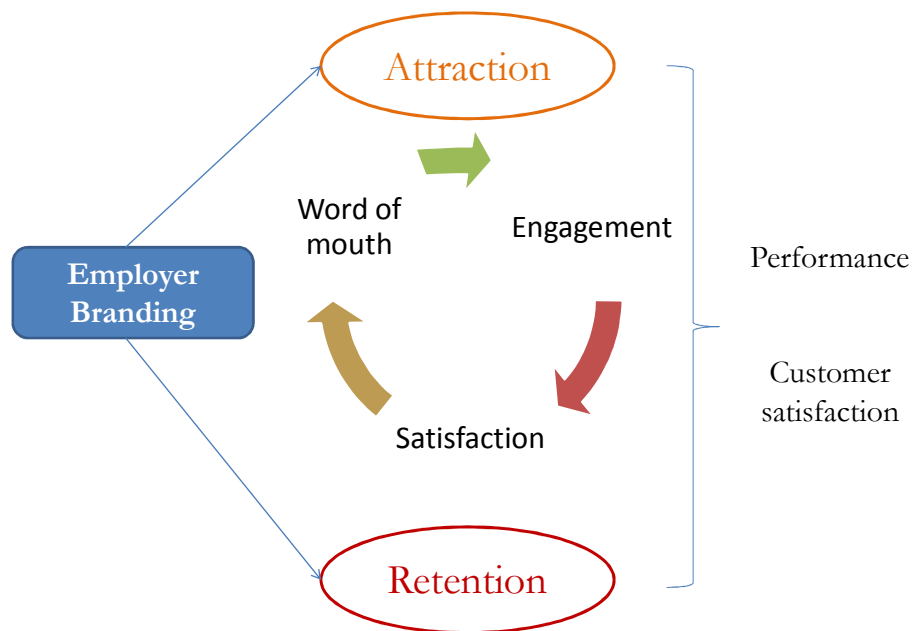 Attraction
Word of
mouth
Engagement
Employer
Branding
Performance
Customer
satisfaction
Satisfaction
Retention